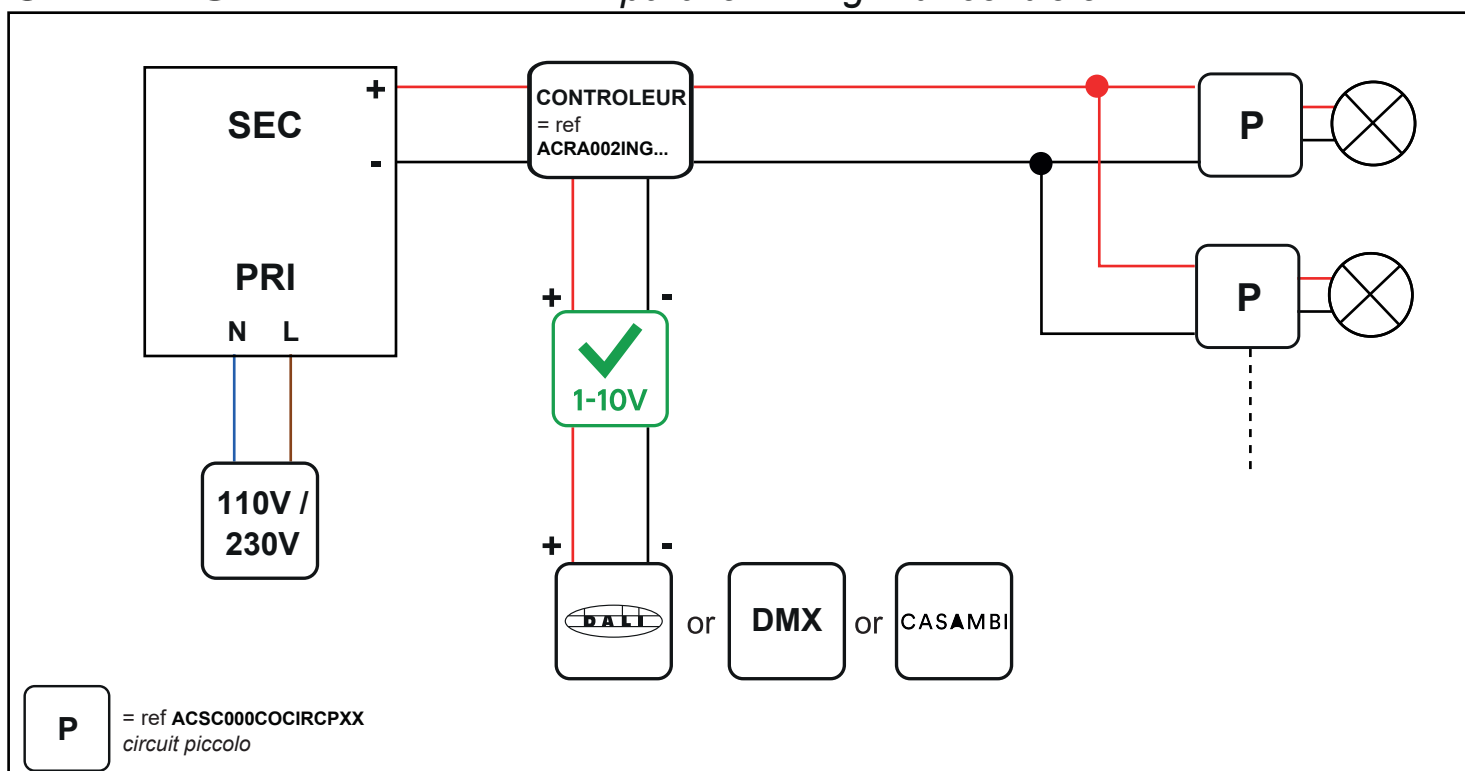 +
SEC
-
PRI
N L
110V /
230V
CONTROLEUR
= ref
ACRA002ING...
+ -
1-10V
+ -
DALI or DMX or CASAMBI
P
P
P
= ref ACSC000COCIRCPXX
circuit piccolo